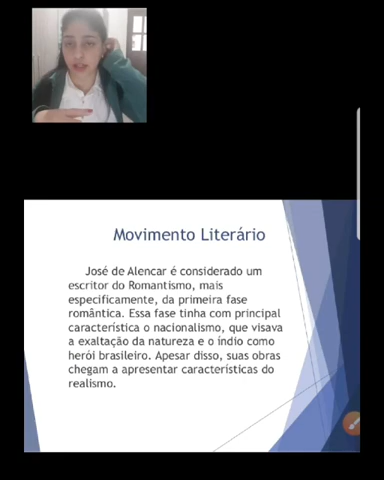 Movimento Literário
José de Alencar é considerado um
escritor do Romantismo, mais
especificamente, da primeira fase
romântica. Essa fase tinha com principal
característica o nacionalismo, que visava
a exaltação da natureza e o índio como
herói brasileiro. Apesar disso, suas obras
chegam a apresentar características do
realismo.